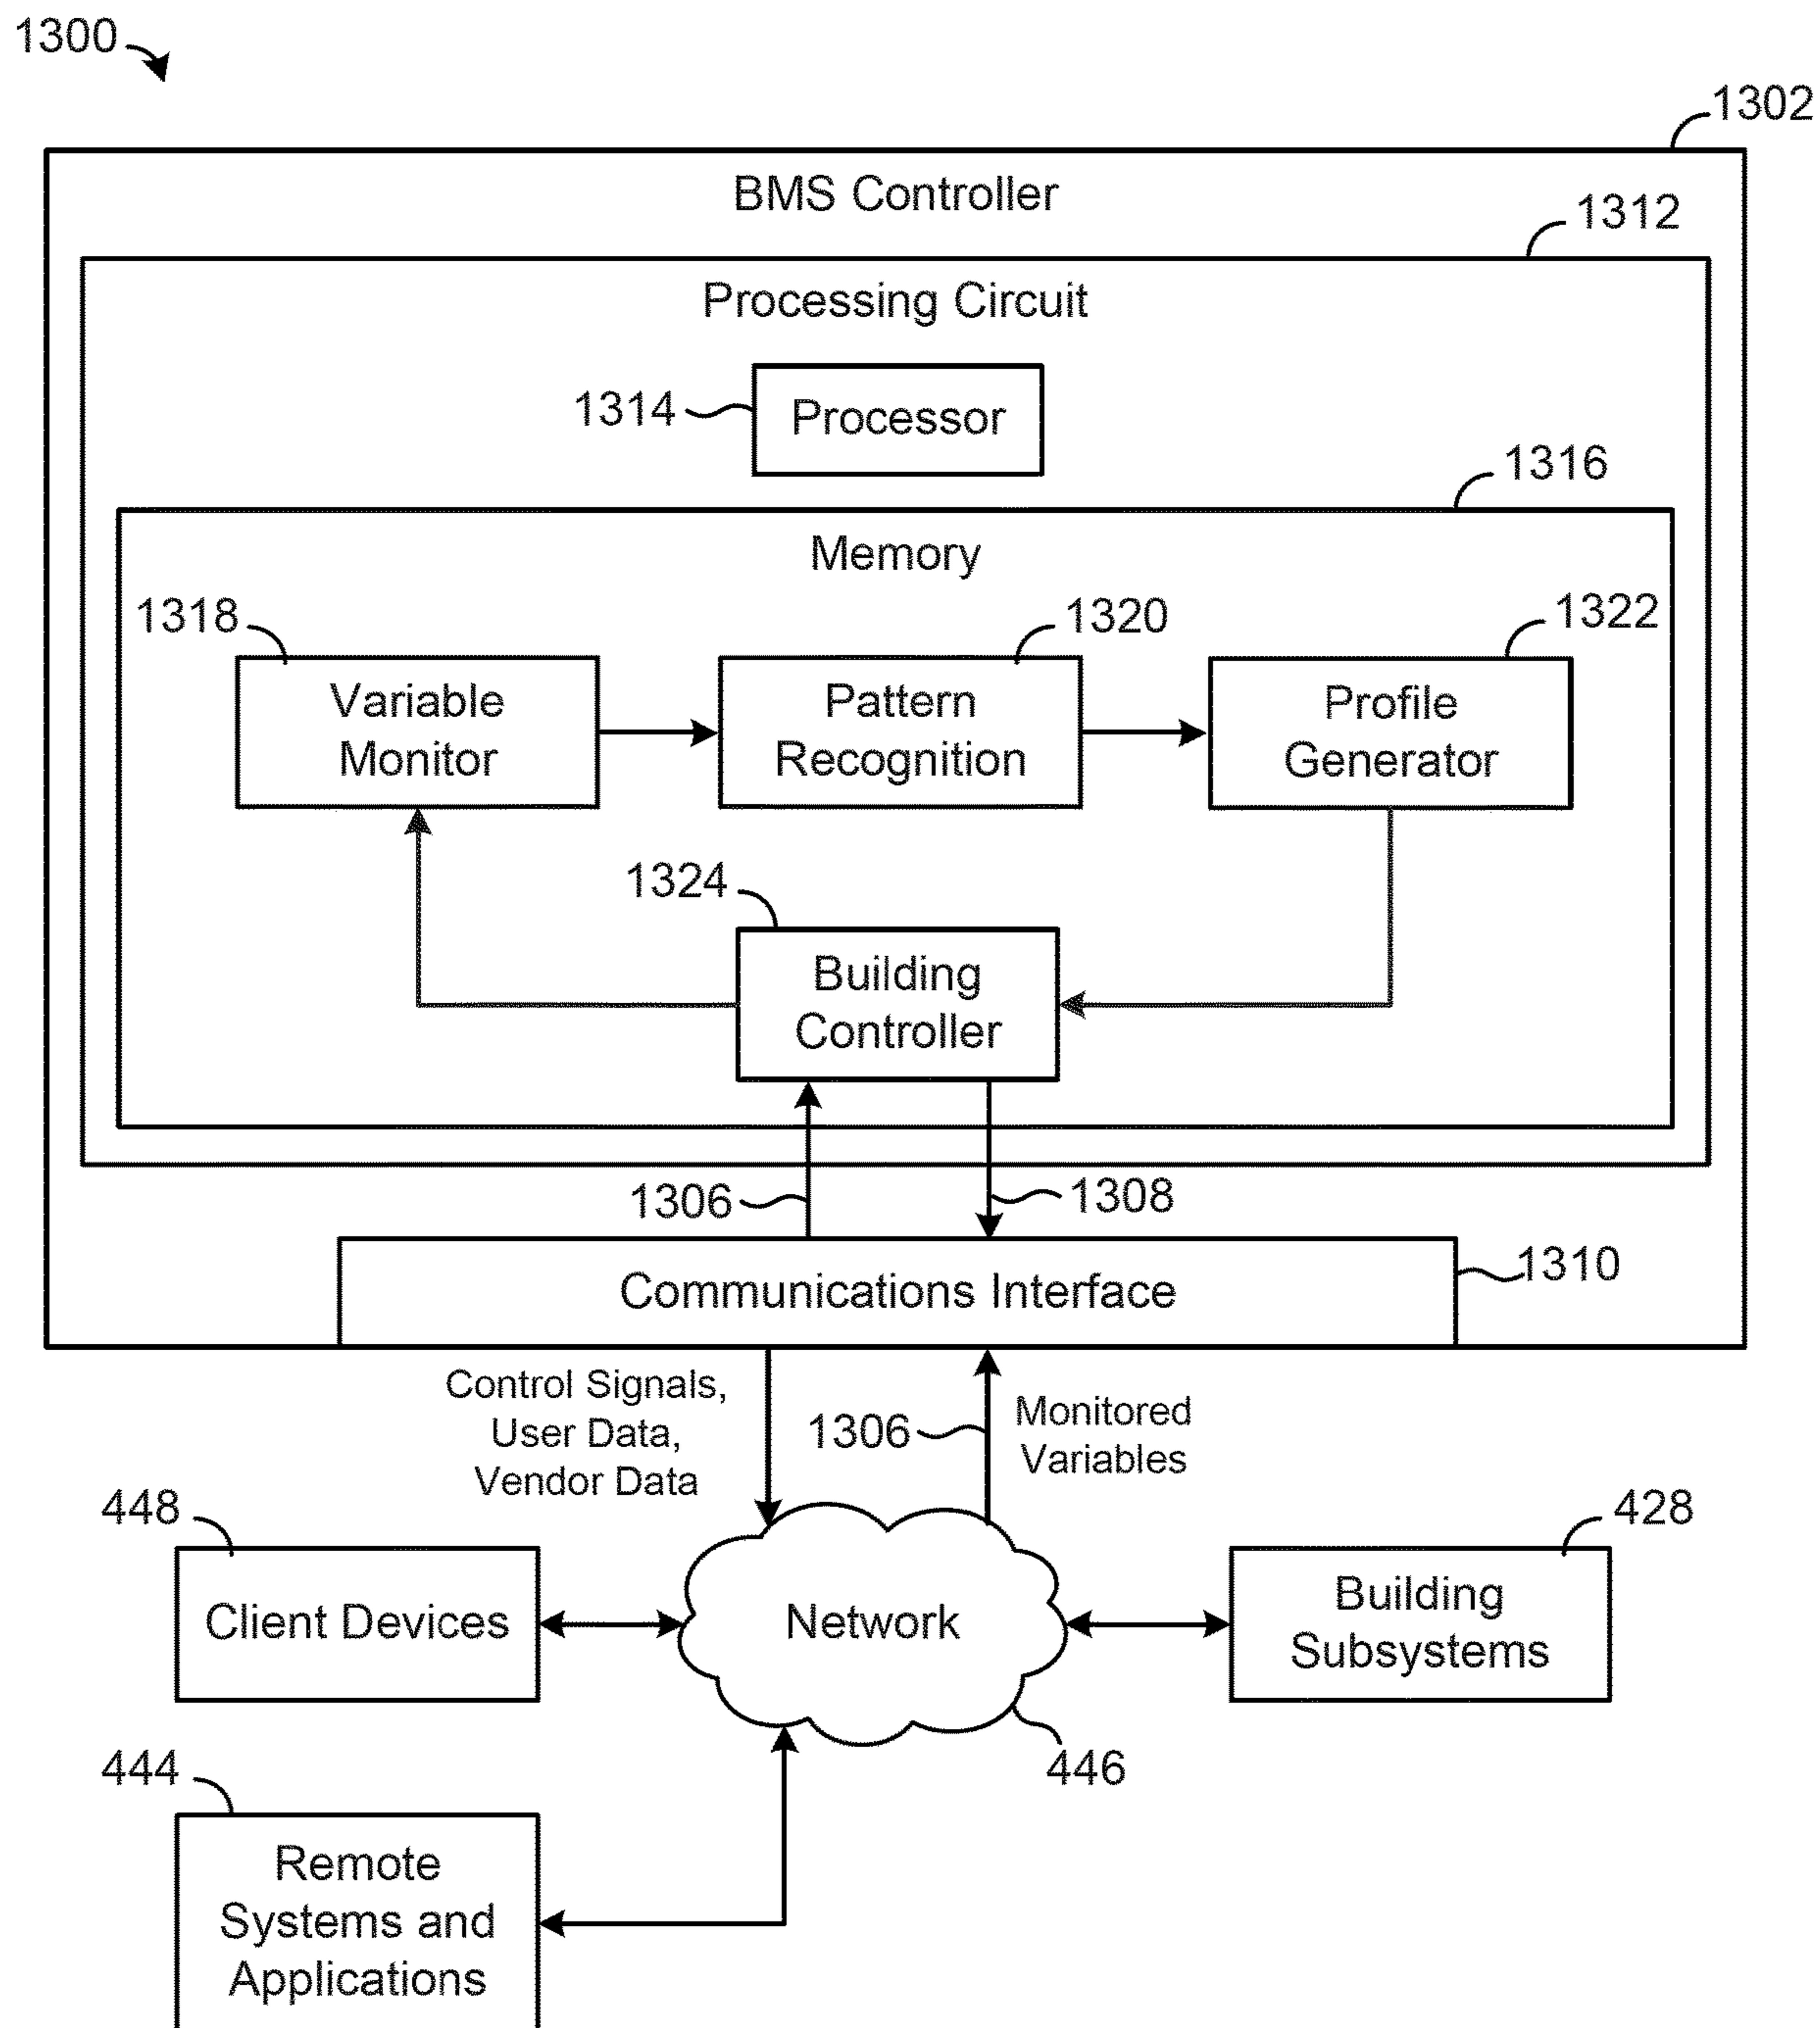 1300
1302
BMS Controller
1312
Processing Circuit
1314
Processor
1316
Memory
1318
1320
1322
Variable
Monitor
Pattern
Recognition
Profile
Generator
1324
Building
Controller
1306
1308
1310
Communications Interface
Control Signals,
User Data,
Vendor Data
1306
Monitored
Variables
448
428
Client Devices
Network
Building
Subsystems
446
444
Remote
Systems and
Applications